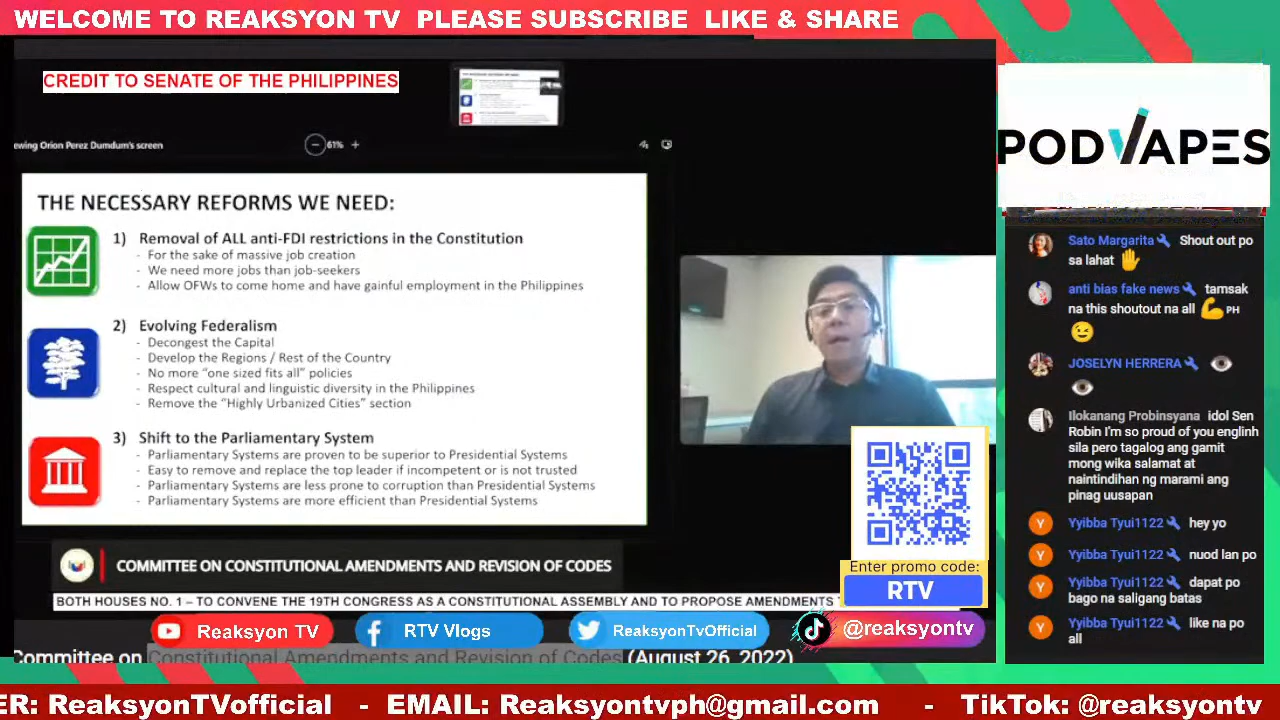 WELCOME TO REAKSYON TV PLEASE SUBSCRIBE LIKE & SHARE
CREDIT TO SENATE OF THE PHILIPPINES
ewing Orion Perez Dumdum's screen
61%
THE NECESSARY REFORMS WE NEED:
1) Removal of ALL anti-FDI restrictions in the Constitution
- For the sake of massive job creation
- We need more jobs than job-seekers
- Allow OFWs to come home and have gainful employment in the Philippines
2) Evolving Federalism
- Decongest the Capital
- Develop the Regions / Rest of the Country
- No more "one sized fits all" policies
- Respect cultural and linguistic diversity in the Philippines
- Remove the "Highly Urbanized Cities" section
3) Shift to the Parliamentary System
- Parliamentary Systems are proven to be superior to Presidential Systems
- Easy to remove and replace the top leader if incompetent or is not trusted
- Parliamentary Systems are less prone to corruption than Presidential Systems
- Parliamentary Systems are more efficient than Presidential Systems
COMMITTEE ON CONSTITUTIONAL AMENDMENTS AND REVISION OF CODES
BOTH HOUSES NO. 1 – TO CONVENE THE 19TH CONGRESS AS A CONSTITUTIONAL ASSEMBLY AND TO PROPOSE AMENDMENTS
Enter promo code:
RTV
Reaksyon TV
RTV Vlogs
ReaksyonTvOfficial
@reaksyontv
Committee on Constitutional Amendments and Revision of Codes (August 26, 2022)
PODVAPES
Sato Margarita Shout out po
sa lahat
anti bias fake news tamsak
na this shoutout na all PH
JOSELYN HERRERA
Ilokanang Probinsyana idol Sen
Robin I'm so proud of you englinh
sila pero tagalog ang gamit
mong wika salamat at
naintindihan ng marami ang
pinag uusapan
Y Yyibba Tyui1122 hey yo
Y Yyibba Tyui1122 nuod lan po
Y Yyibba Tyui1122 dapat po
bago na saligang batas
Y Yyibba Tyui1122 like na po
all
ER: ReaksyonTVofficial - EMAIL: Reaksyontvph@gmail.com - TikTok: @reaksyontv